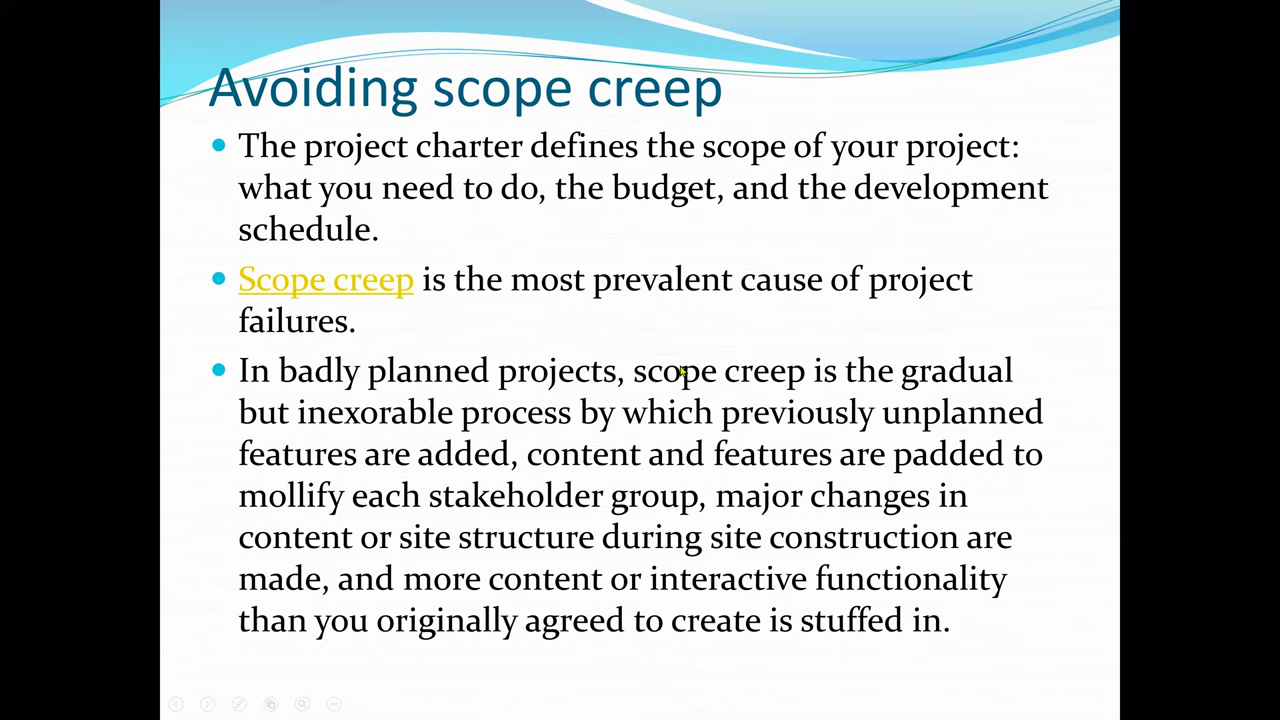 Avoiding scope creep
The project charter defines the scope of your project:
what you need to do, the budget, and the development
schedule.
Scope creep is the most prevalent cause of project
failures.
In badly planned projects, scope creep is the gradual
but inexorable process by which previously unplanned
features are added, content and features are padded to
mollify each stakeholder group, major changes in
content or site structure during site construction are
made, and more content or interactive functionality
than you originally agreed to create is stuffed in.